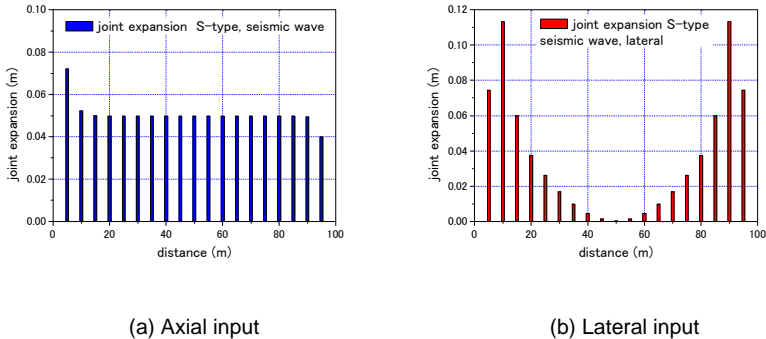 joint expansion S-type, seismic wave
0.10
0.08
0.06
0.04
0.02
0.00
joint expansion (m)
0 20 40 60 80 100
distance (m)
(a) Axial input
joint expansion S-type
seismic wave, lateral
0.12
0.10
0.08
0.06
0.04
0.02
0.00
joint expansion (m)
0 20 40 60 80 100
distance (m)
(b) Lateral input